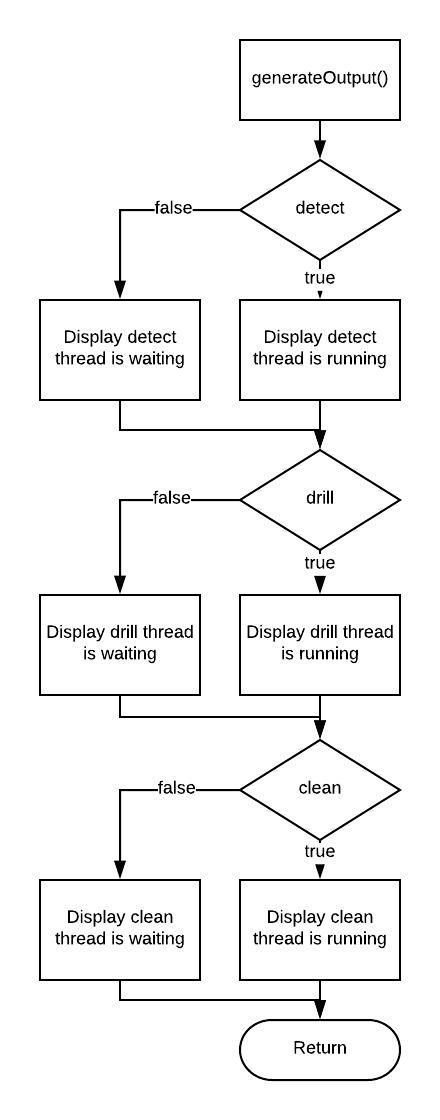 generateOutput()
detect
false
true
Display detect
thread is waiting
Display detect
thread is running
drill
false
true
Display drill thread
is waiting
Display drill thread
is running
clean
false
true
Display clean
thread is waiting
Display clean
thread is running
Return